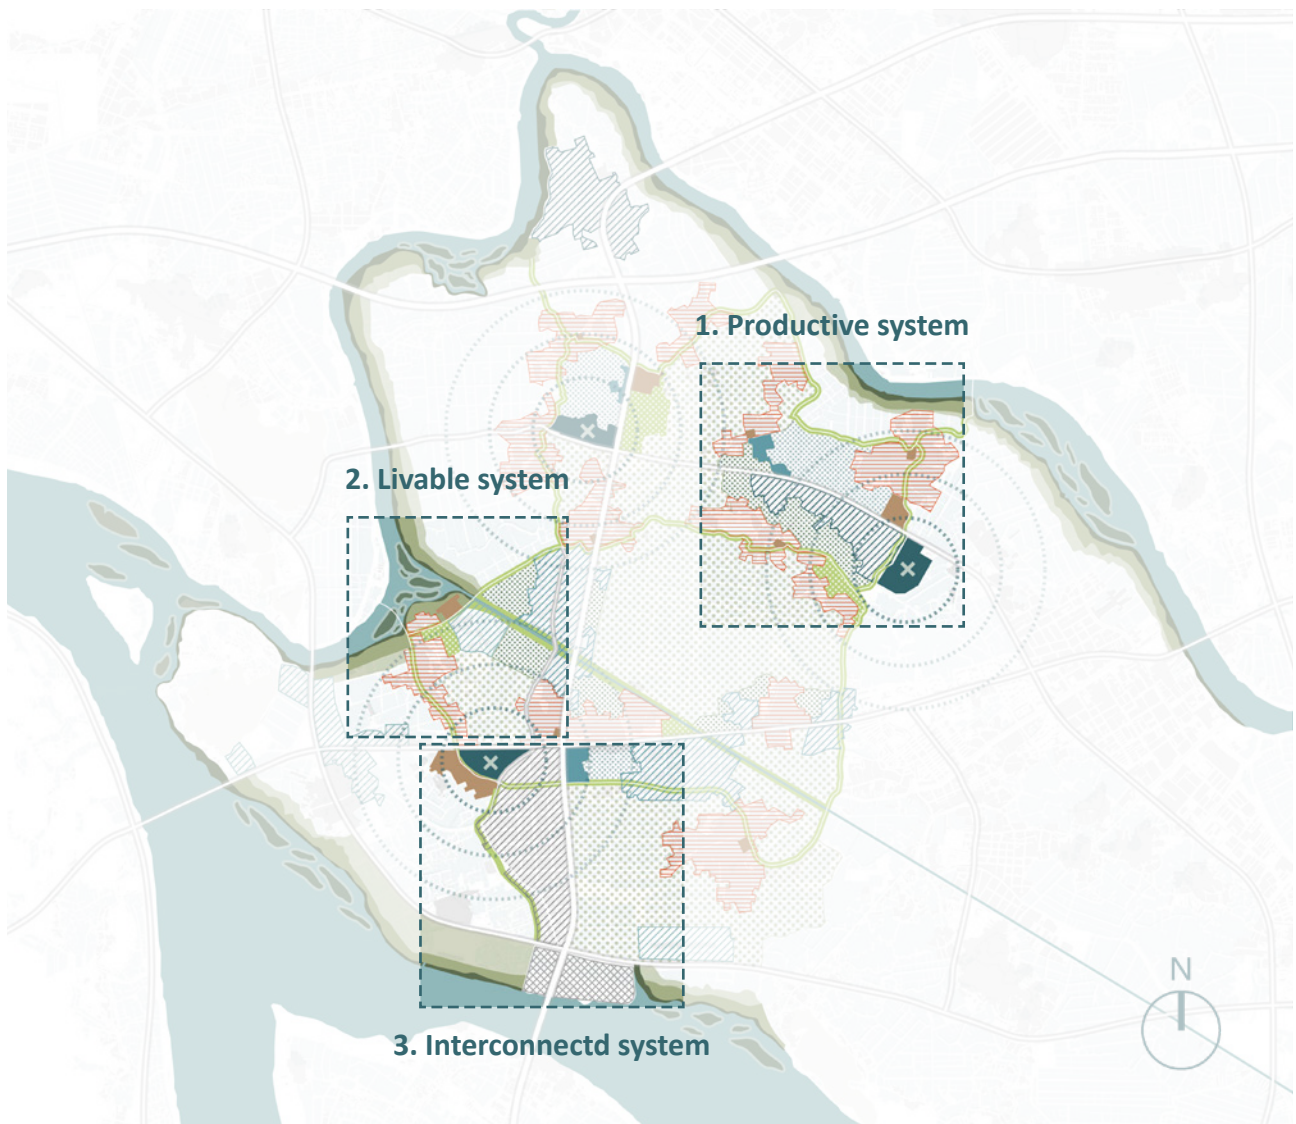 1. Productive system
2. Livable system
3. Interconnectd system
N